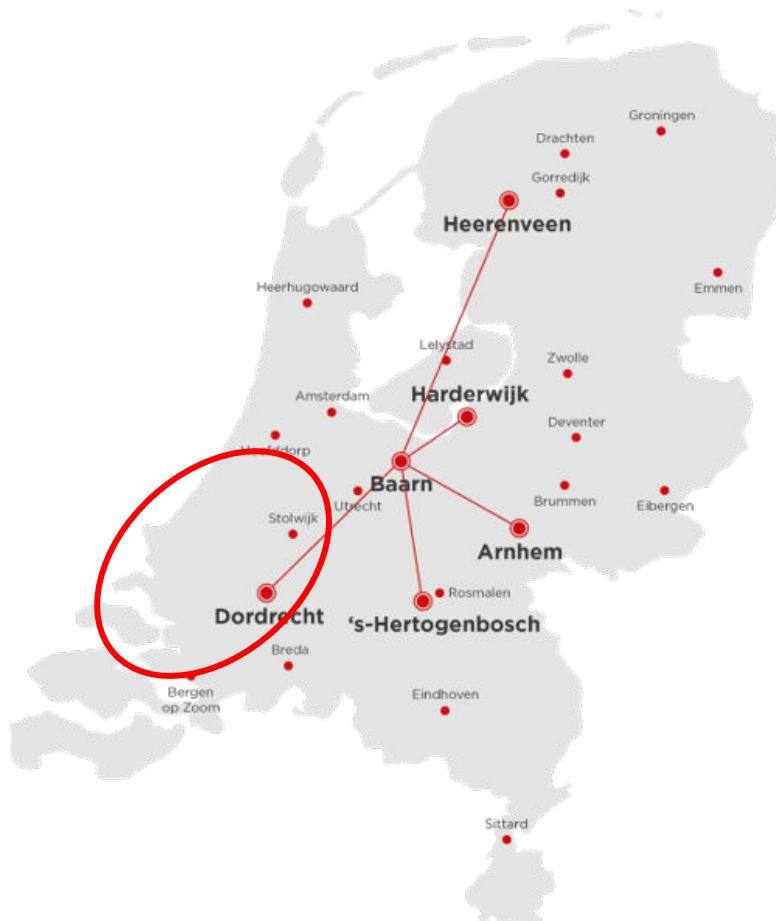 Groningen
Drachten
Gorredijk
Heerenveen
Emmen
Heerhugowaard
Lelystad
Zwolle
Harderwijk
Amsterdam
Deventer
Hoofddorp
Baarn
Utrecht
Brummen
Eibergen
Stolwijk
Arnhem
Rosmalen
Dordrecht
‘s-Hertogenbosch
Breda
Bergen
op Zoom
Eindhoven
Sittard